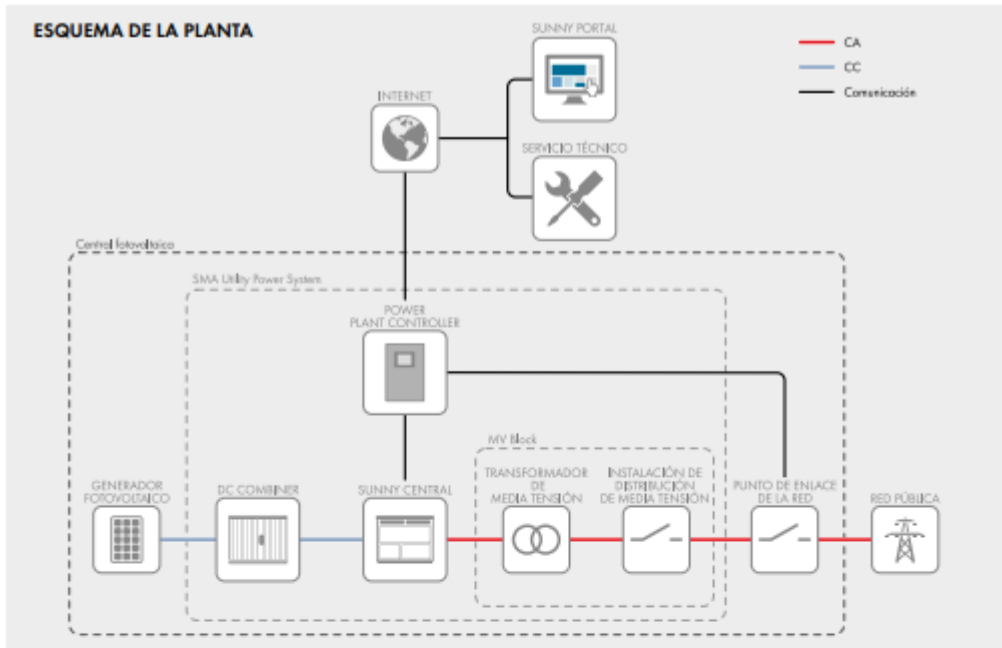 ESQUEMA DE LA PLANTA
SUNNY PORTAL
CA
CC
Comunicación
INTERNET
SERVICIO TÉCNICO
Central fotovoltaica
SMA Utility Power System
POWER
PLANT CONTROLLER
MV Block
GENERADOR
FOTOVOLTAICO
DC COMBINER
SUNNY CENTRAL
TRANSFORMADOR
DE
MEDIA TENSIÓN
INSTALACIÓN DE
DISTRIBUCIÓN
DE MEDIA TENSIÓN
PUNTO DE ENLACE
DE LA RED
RED PÚBLICA